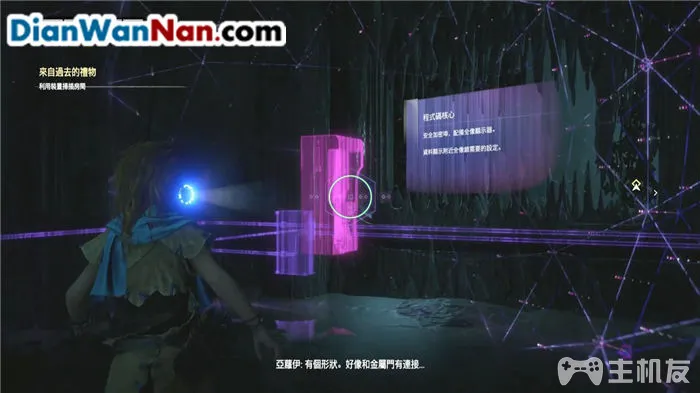 DianWanNan.com
來自過去的禮物
利用裝置掃描房間
程式碼核心
安全加密塊，配備全像顯示器。
資料顯示附近全像鎖需要的設定。
亞蘿伊: 有個形狀。好像和金屬門有連接...
主机友